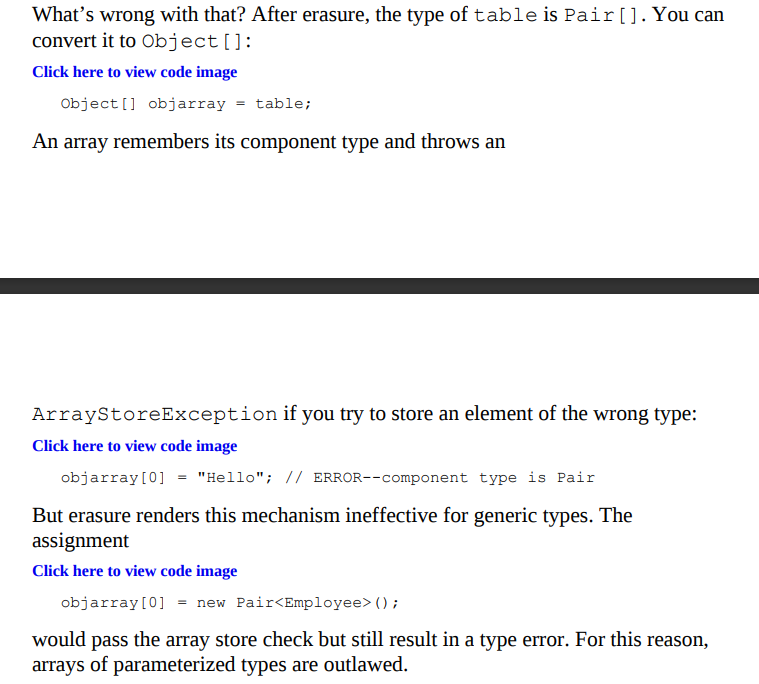 What’s wrong with that? After erasure, the type of table is Pair[]. You can
convert it to Object[]:
Click here to view code image
Object[] objarray = table;
An array remembers its component type and throws an
ArrayStoreException if you try to store an element of the wrong type:
Click here to view code image
objarray[0] = "Hello"; // ERROR--component type is Pair
But erasure renders this mechanism ineffective for generic types. The
assignment
Click here to view code image
objarray[0] = new Pair<Employee>();
would pass the array store check but still result in a type error. For this reason,
arrays of parameterized types are outlawed.